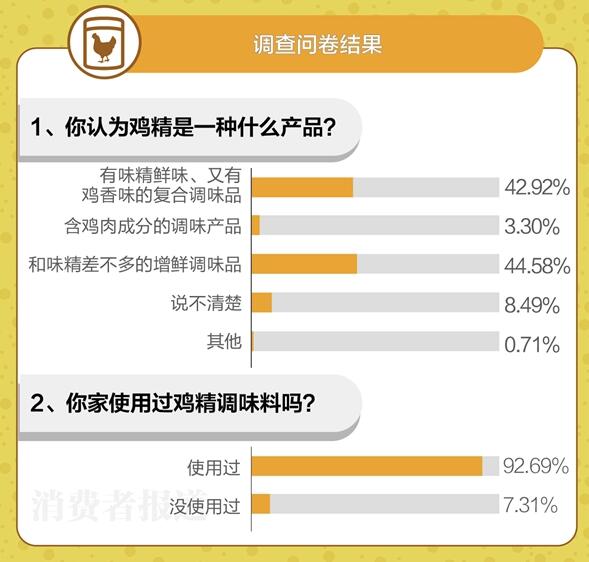 调查问卷结果
1、你认为鸡精是一种什么产品?
有味精鲜味、又有
鸡香味的复合调味品
42.92%
含鸡肉成分的调味产品
3.30%
和味精差不多的增鲜调味品
44.58%
说不清楚
8.49%
其他
0.71%
2、你家使用过鸡精调味料吗?
使用过
92.69%
没使用过
7.31%
消费者报道